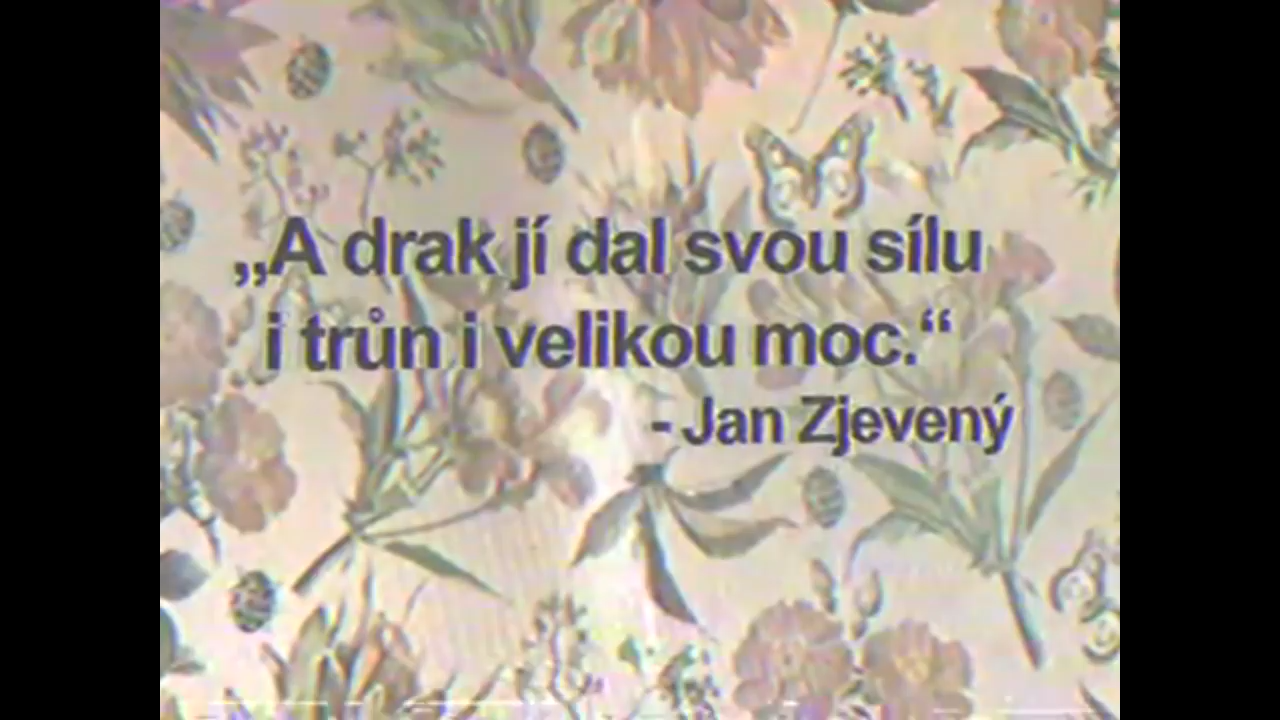 „A drak jí dal svou sílu
i trůn i velikou moc.“
- Jan Zjevený